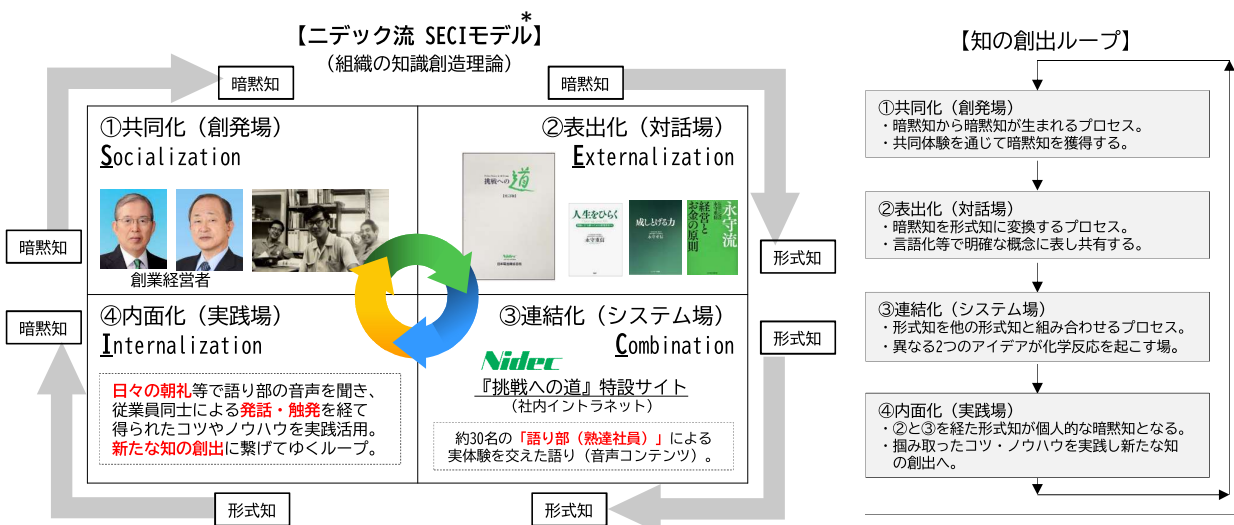 【ニデック流 SECIモデル】*
(組織の知識創造理論)
暗黙知
暗黙知
①共同化(創発場)
Socialization
創業経営者
暗黙知
②表出化(対話場)
Externalization
挑戦への道
Nidec
人生をひらく
永守重信
成しとげる力
永守重信
永守流
経営と
お金の原則
形式知
暗黙知
④内面化(実践場)
Internalization
日々の朝礼等で語り部の音声を聞き、
従業員同士による発話・触発を経て
得られたコツやノウハウを実践活用。
新たな知の創出に繋げてゆくループ。
③連結化(システム場)
Combination
Nidec
『挑戦への道』特設サイト
(社内イントラネット)
約30名の「語り部(熟達社員)」による
実体験を交えた語り(音声コンテンツ)。
形式知
形式知
形式知
【知の創出ループ】
①共同化(創発場)
・暗黙知から暗黙知が生まれるプロセス。
・共同体験を通じて暗黙知を獲得する。
②表出化(対話場)
・暗黙知を形式知に変換するプロセス。
・言語化等で明確な概念に表し共有する。
③連結化(システム場)
・形式知を他の形式知と組み合わせるプロセス。
・異なる2つのアイデアが化学反応を起こす場。
④内面化(実践場)
・②と③を経た形式知が個人的な暗黙知となる。
・掴み取ったコツ・ノウハウを実践し新たな知
の創出へ。